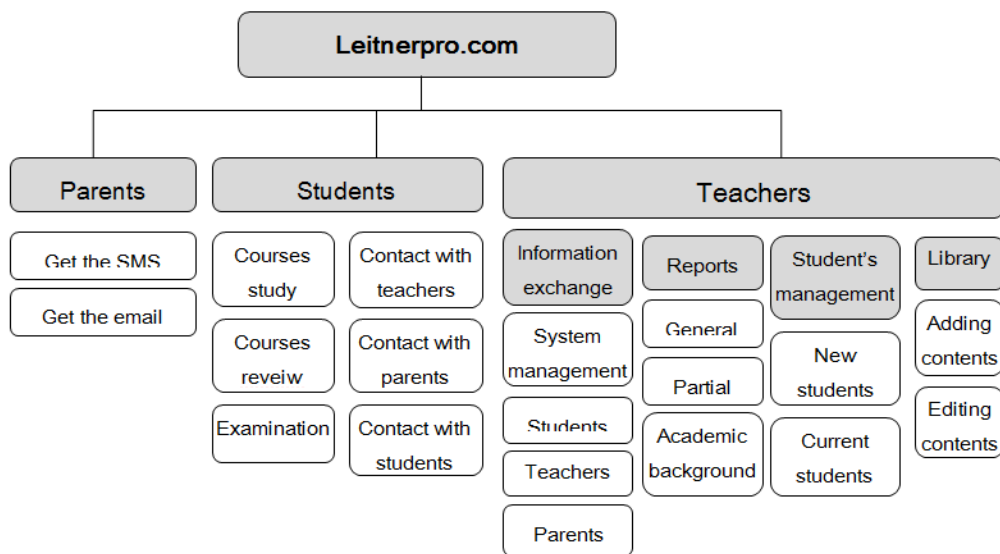 Leitnerpro.com
Parents
Students
Teachers
Get the SMS
Get the email
Courses
study
Contact with
teachers
Courses
reveiw
Contact with
parents
Examination
Contact with
students
Information
exchange
System
management
Students
Teachers
Parents
Reports
General
Partial
Academic
background
Student's
management
New
students
Current
students
Library
Adding
contents
Editing
contents